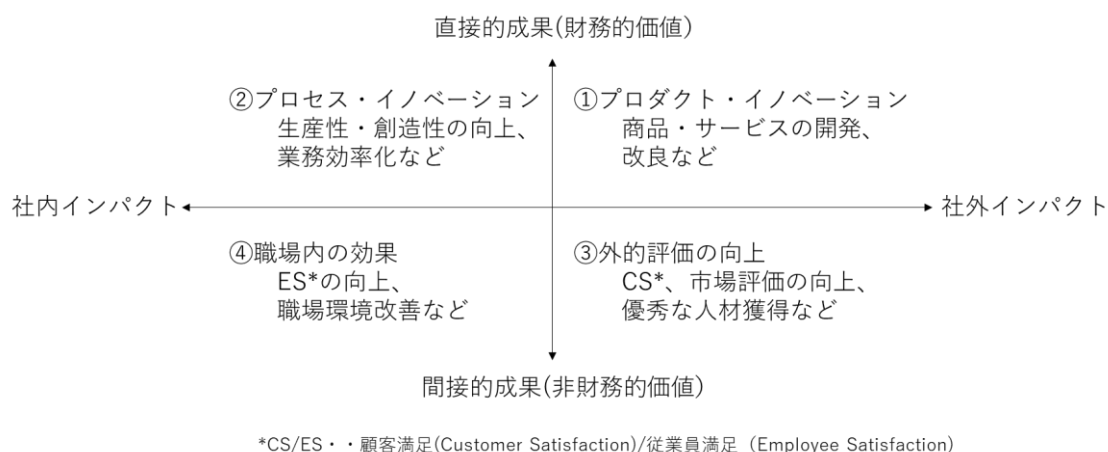 直接的成果(財務的価値)
②プロセス・イノベーション
生産性・創造性の向上、
業務効率化など
①プロダクト・イノベーション
商品・サービスの開発、
改良など
社内インパクト
社外インパクト
④職場内の効果
ES*の向上、
職場環境改善など
③外的評価の向上
CS*、市場評価の向上、
優秀な人材獲得など
間接的成果(非財務的価値)
*CS/ES・・顧客満足(Customer Satisfaction)/従業員満足（Employee Satisfaction）